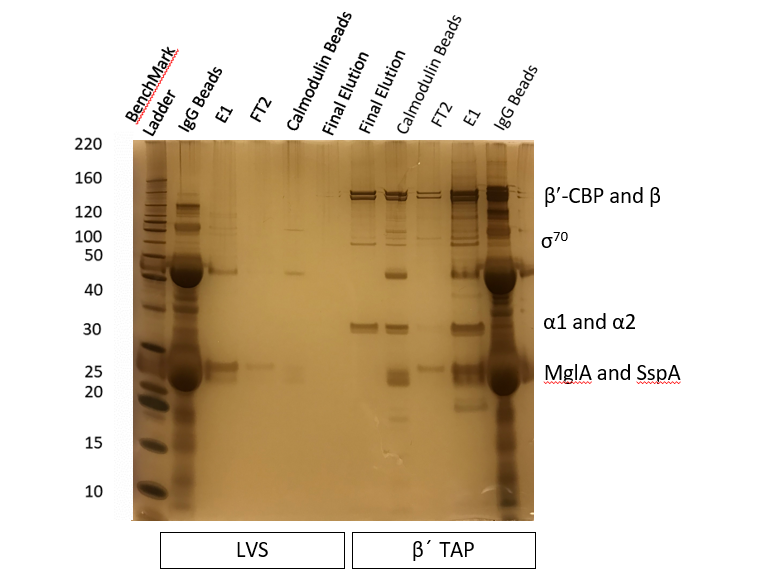 BenchMark
Ladder
IgG Beads
E1
FT2
Calmodulin Beads
Final Elution
Final Elution
Calmodulin Beads
FT2
E1
IgG Beads
220
160
120
100
50
40
30
25
20
15
10
β′-CBP and β
σ70
α1 and α2
MglA and SspA
LVS
β´ TAP